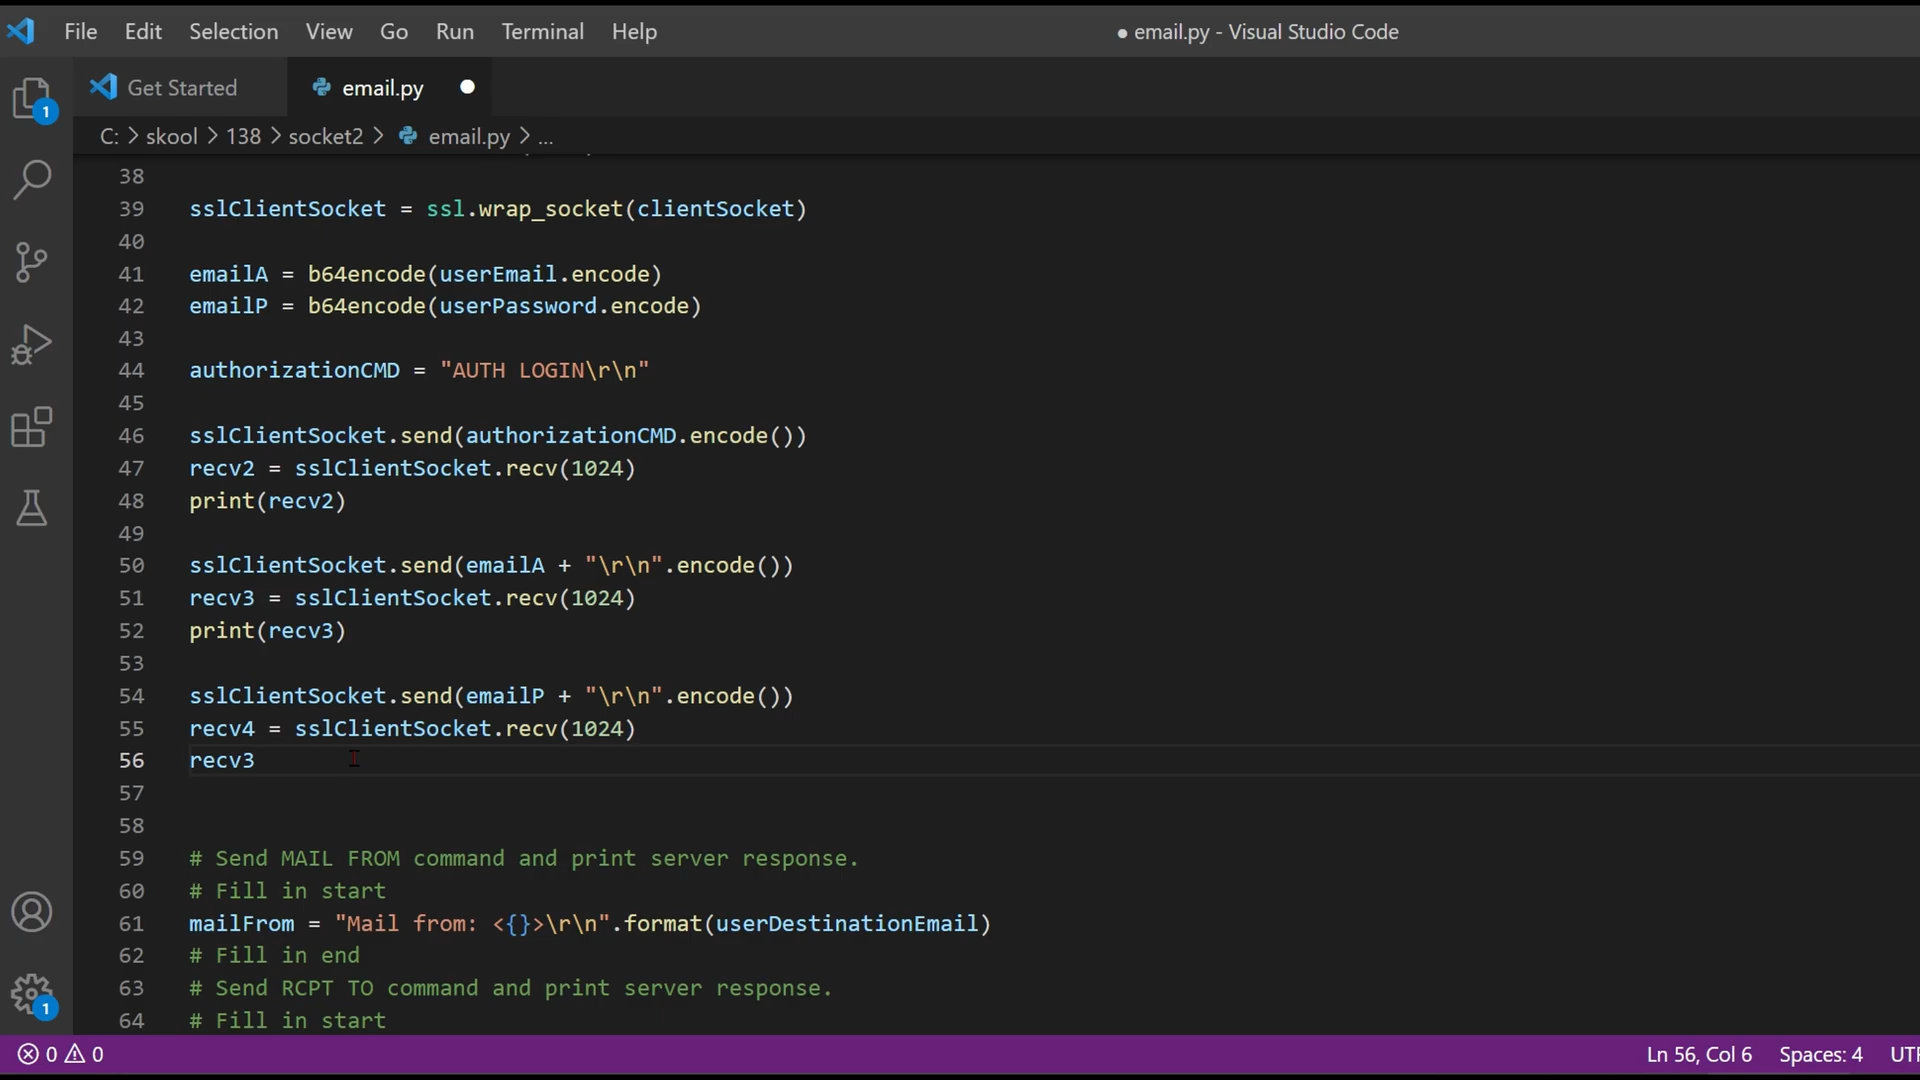 File Edit Selection View Go Run Terminal Help ● email.py - Visual Studio Code
Get Started email.py ●
C: > skool > 138 > socket2 > email.py > ...
38
39 sslClientSocket = ssl.wrap_socket(clientSocket)
40
41 emailA = b64encode(userEmail.encode)
42 emailP = b64encode(userPassword.encode)
43
44 authorizationCMD = "AUTH LOGIN\r\n"
45
46 sslClientSocket.send(authorizationCMD.encode())
47 recv2 = sslClientSocket.recv(1024)
48 print(recv2)
49
50 sslClientSocket.send(emailA + "\r\n".encode())
51 recv3 = sslClientSocket.recv(1024)
52 print(recv3)
53
54 sslClientSocket.send(emailP + "\r\n".encode())
55 recv4 = sslClientSocket.recv(1024)
56 recv3
57
58
59 # Send MAIL FROM command and print server response.
60 # Fill in start
61 mailFrom = "Mail from: <{}>\r\n".format(userDestinationEmail)
62 # Fill in end
63 # Send RCPT TO command and print server response.
64 # Fill in start
1
1
0 0 Ln 56, Col 6 Spaces: 4 UTF